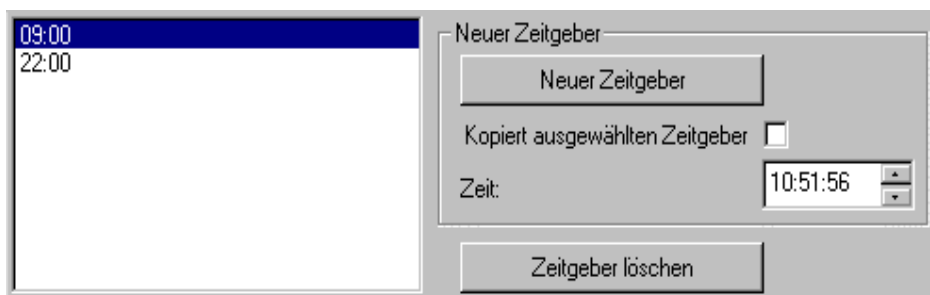 09:00
22:00
Neuer Zeitgeber
Neuer Zeitgeber
Kopiert ausgewählten Zeitgeber
Zeit:
10:51:56
Zeitgeber löschen